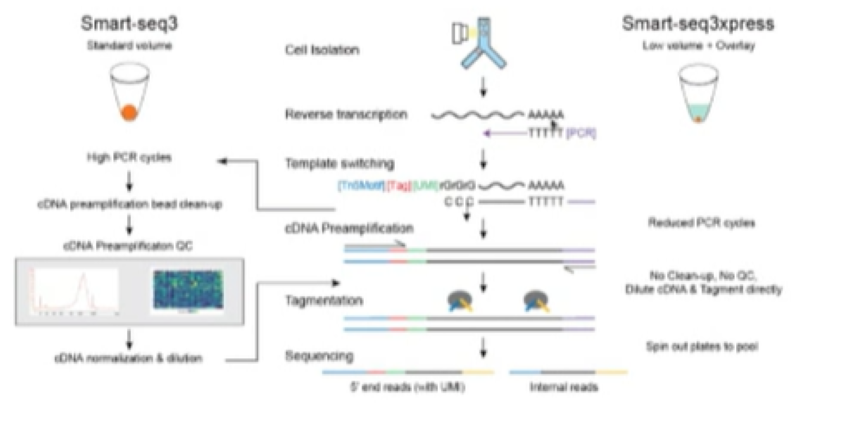 Smart-seq3
Standard volume
High PCR cycles
cDNA preamplification bead clean-up
cDNA Preamplificaton QC
cDNA normalization & dilution
Cell Isolation
Reverse transcription
AAAAA
TTTTT [PCR]
Template switching
[Tn5Motif][Tag][UMI]rGrGrG AAAAA
CCC TTTTT
cDNA Preamplification
Tagmentation
Sequencing
5' end reads (with UMI)
Internal reads
Smart-seq3xpress
Low volume + Overlay
Reduced PCR cycles
No Clean-up, No QC,
Dilute cDNA & Tagment directly
Spin out plates to pool